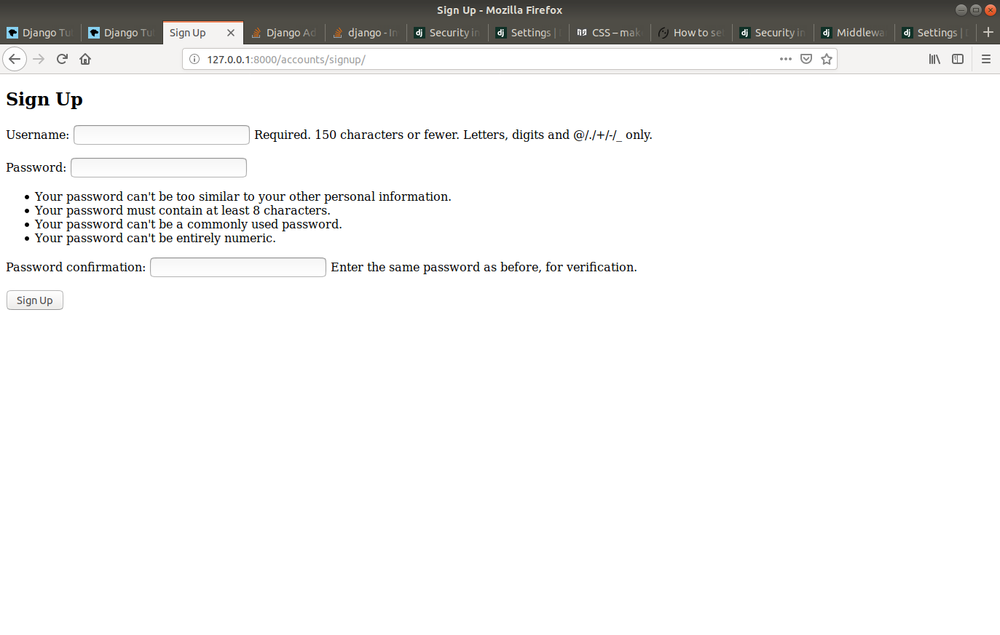 Sign Up - Mozilla Firefox
Django Tu
Django Tu
Sign Up
Django Ad
django - In
Security in
Settings |
CSS – mak
How to se
Security in
Middlewa
Settings |
127.0.0.1:8000/accounts/signup/
Sign Up
Username: Required. 150 characters or fewer. Letters, digits and @/./+/-/_ only.
Password:
• Your password can't be too similar to your other personal information.
• Your password must contain at least 8 characters.
• Your password can't be a commonly used password.
• Your password can't be entirely numeric.
Password confirmation: Enter the same password as before, for verification.
Sign Up